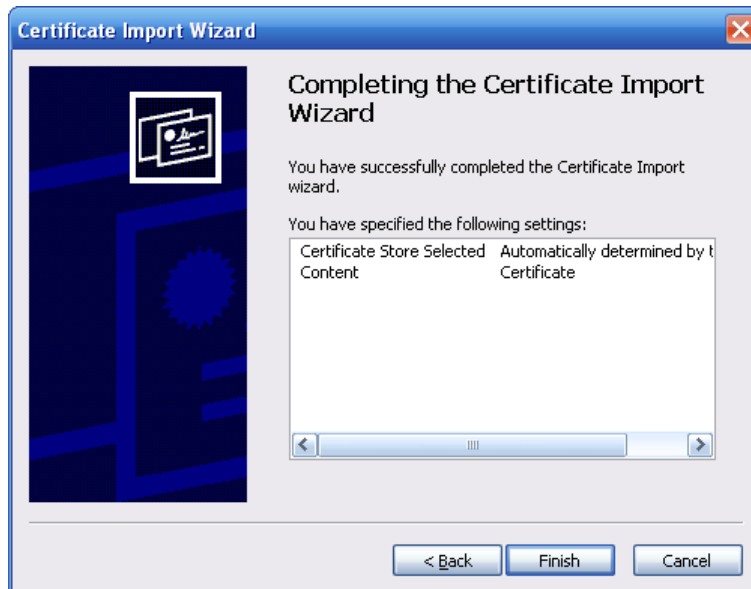 Certificate Import Wizard
Completing the Certificate Import
Wizard
You have successfully completed the Certificate Import
wizard.
You have specified the following settings:
Certificate Store Selected Automatically determined by t
Content Certificate
< Back Finish Cancel